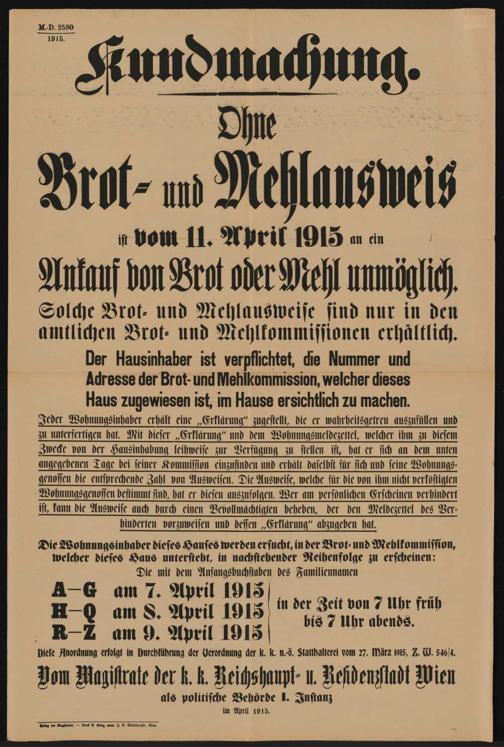 M.-D. 2580
1915.
Kundmachung.
Ohne
Brot- und Mehlausweis
ist vom 11. April 1915 an ein
Ankauf von Brot oder Mehl unmöglich.
Solche Brot- und Mehlausweise sind nur in den
amtlichen Brot- und Mehlkommissionen erhältlich.
Der Hausinhaber ist verpflichtet, die Nummer und
Adresse der Brot- und Mehlkommission, welcher dieses
Haus zugewiesen ist, im Hause ersichtlich zu machen.
Jeder Wohnungsinhaber erhält eine „Erklärung“ zugestellt, die er wahrheitsgetreu auszufüllen und
zu unterfertigen hat. Mit dieser „Erklärung“ und dem Wohnungsmeldezettel, welcher ihm zu diesem
Zwecke von der Hausinhabung leihweise zur Verfügung zu stellen ist, hat er sich an dem unten
angegebenen Tage bei seiner Kommission einzufinden und erhält daselbst für sich und seine Wohnungs-
genossen die entsprechende Zahl von Ausweisen. Die Ausweise, welche für die von ihm nicht verköstigten
Wohnungsgenossen bestimmt sind, hat er diesen auszufolgen. Wer am persönlichen Erscheinen verhindert
ist, kann die Ausweise auch durch einen Bevollmächtigten beheben, der den Meldezettel des Ver-
hinderten vorzuweisen und dessen „Erklärung“ abzugeben hat.
Die Wohnungsinhaber dieses Hauses werden ersucht, in der Brot- und Mehlkommission,
welcher dieses Haus untersteht, in nachstehender Reihenfolge zu erscheinen:
Die mit dem Anfangsbuchstaben des Familiennamen
A—G am 7. April 1915
H—Q am 8. April 1915
R—Z am 9. April 1915
in der Zeit von 7 Uhr früh
bis 7 Uhr abends.
Diese Anordnung erfolgt in Durchführung der Verordnung der k. k. n.-ö. Statthalterei vom 27. März 1915, Z. W. 546/4.
Vom Magistrate der k. k. Reichshaupt- u. Residenzstadt Wien
als politische Behörde I. Instanz
im April 1915.